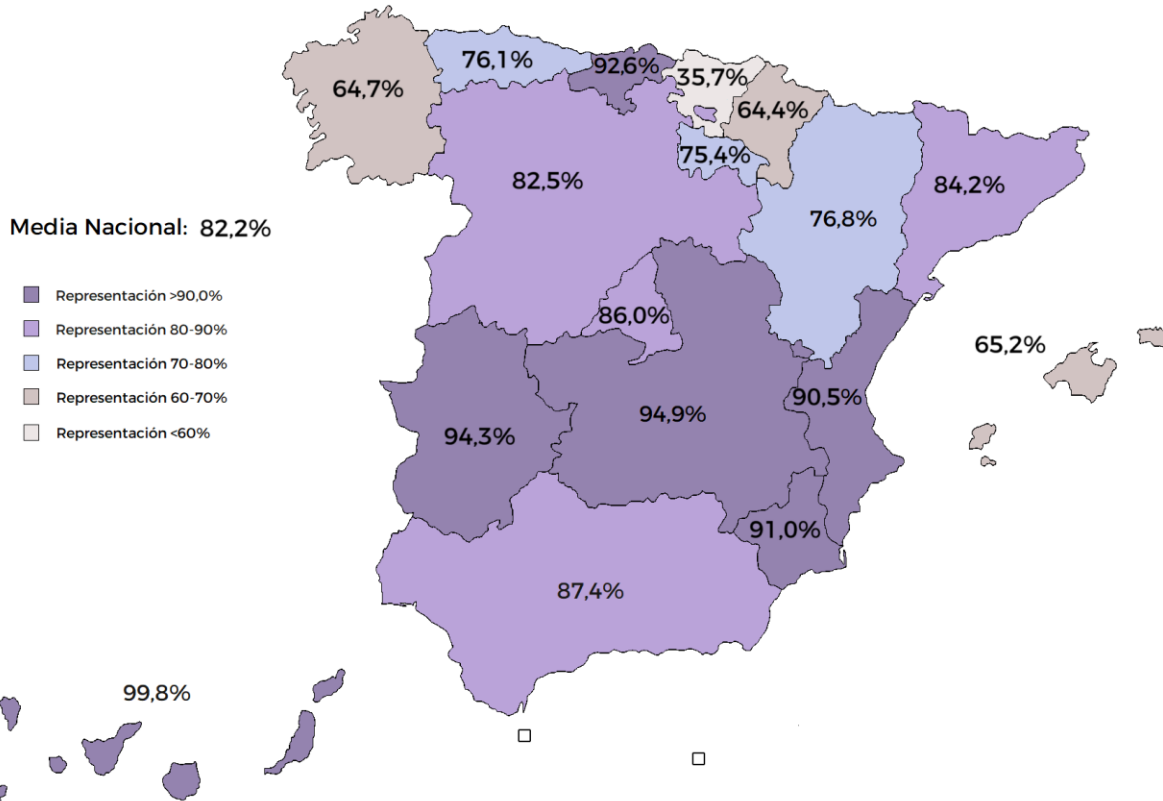 76,1%
92,6%
35,7%
64,7%
64,4%
75,4%
82,5%
84,2%
76,8%
Media Nacional: 82,2%
Representación >90,0%
Representación 80-90%
Representación 70-80%
Representación 60-70%
Representación <60%
86,0%
65,2%
90,5%
94,9%
94,3%
91,0%
87,4%
99,8%